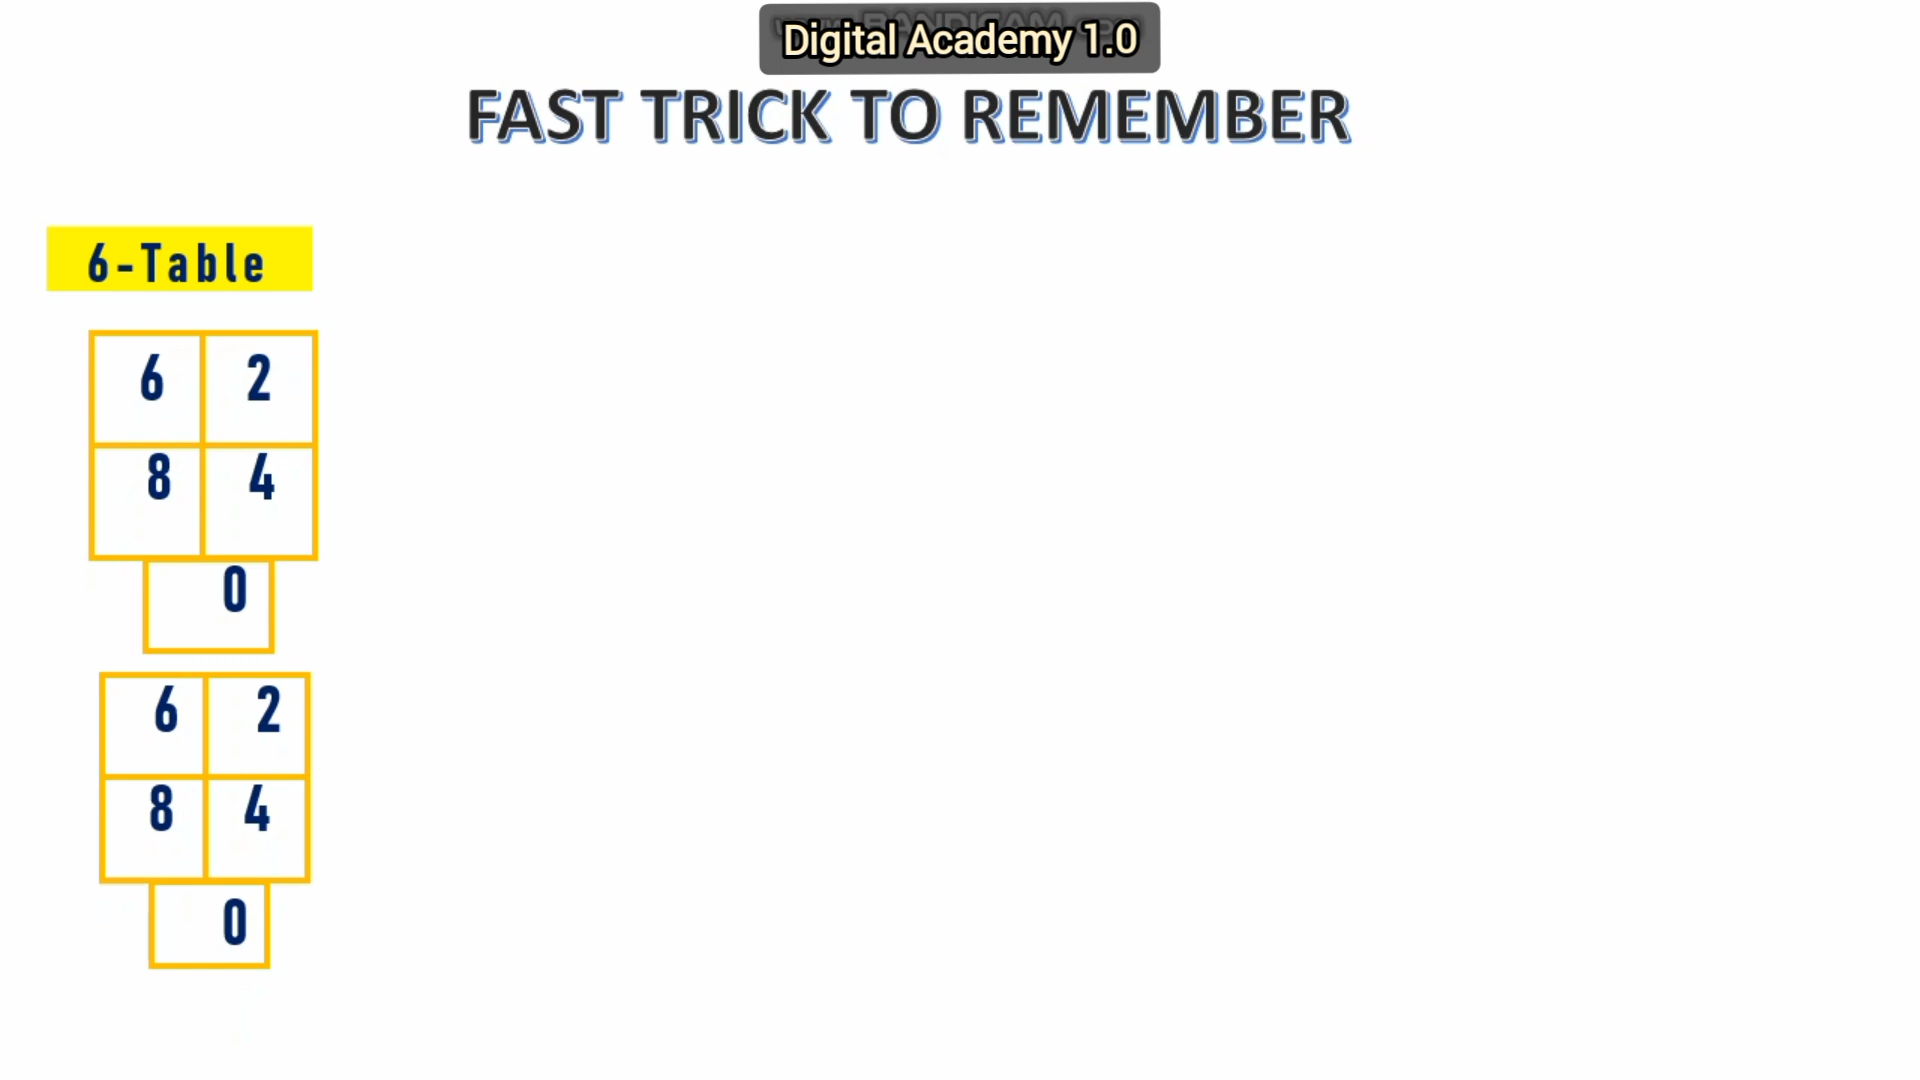 Digital Academy 1.0
FAST TRICK TO REMEMBER
6-Table
6 2
8 4
0
6 2
8 4
0